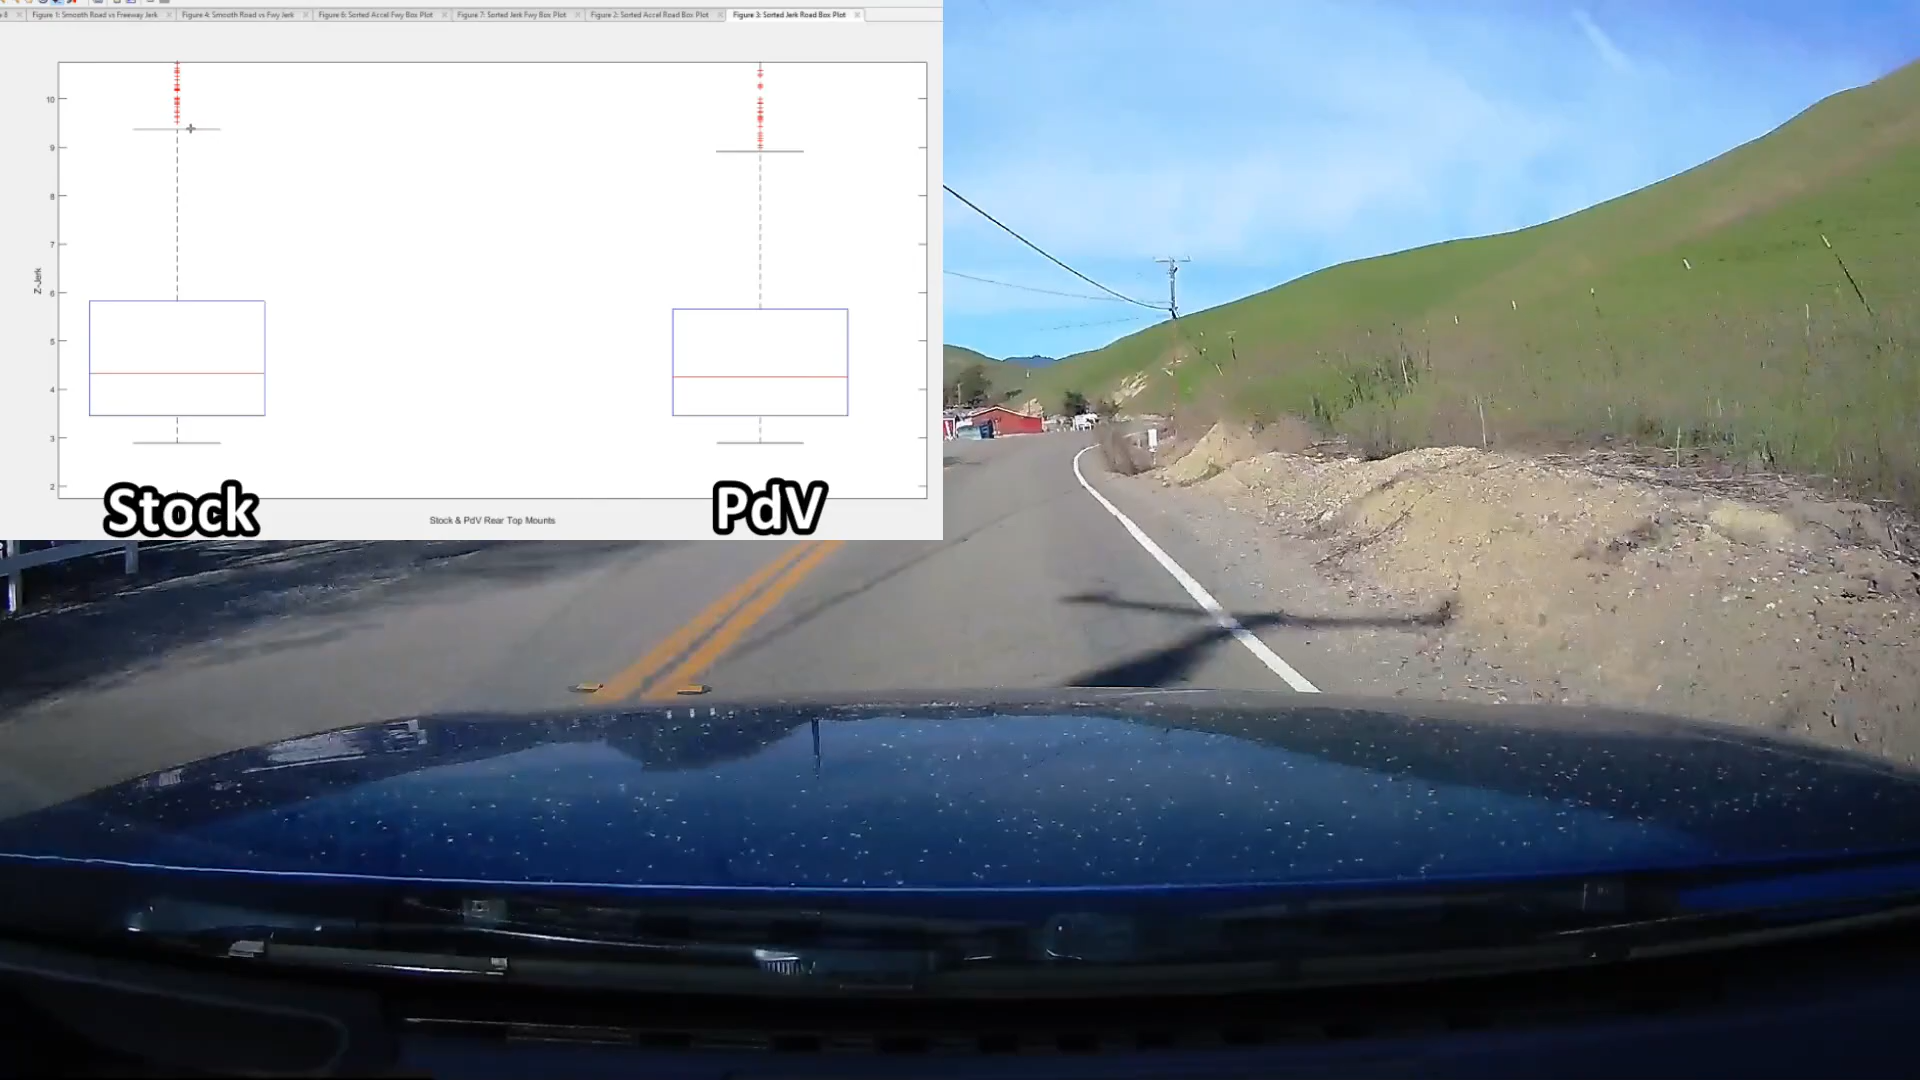 Figure 1: Smooth Road vs Freeway Jerk
Figure 4: Smooth Road vs Fwy Jerk
Figure 6: Sorted Accel Fwy Box Plot
Figure 7: Sorted Jerk Fwy Box Plot
Figure 2: Sorted Accel Road Box Plot
Figure 3: Sorted Jerk Road Box Plot
10
9
8
7
6
5
4
3
2
Z-Jerk
Stock
PdV
Stock & PdV Rear Top Mounts